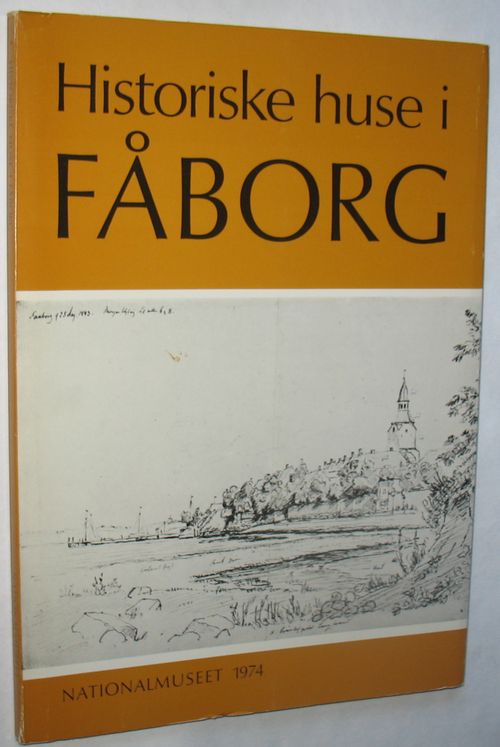 Historiske huse i
FÅBORG
NATIONALMUSEET 1974